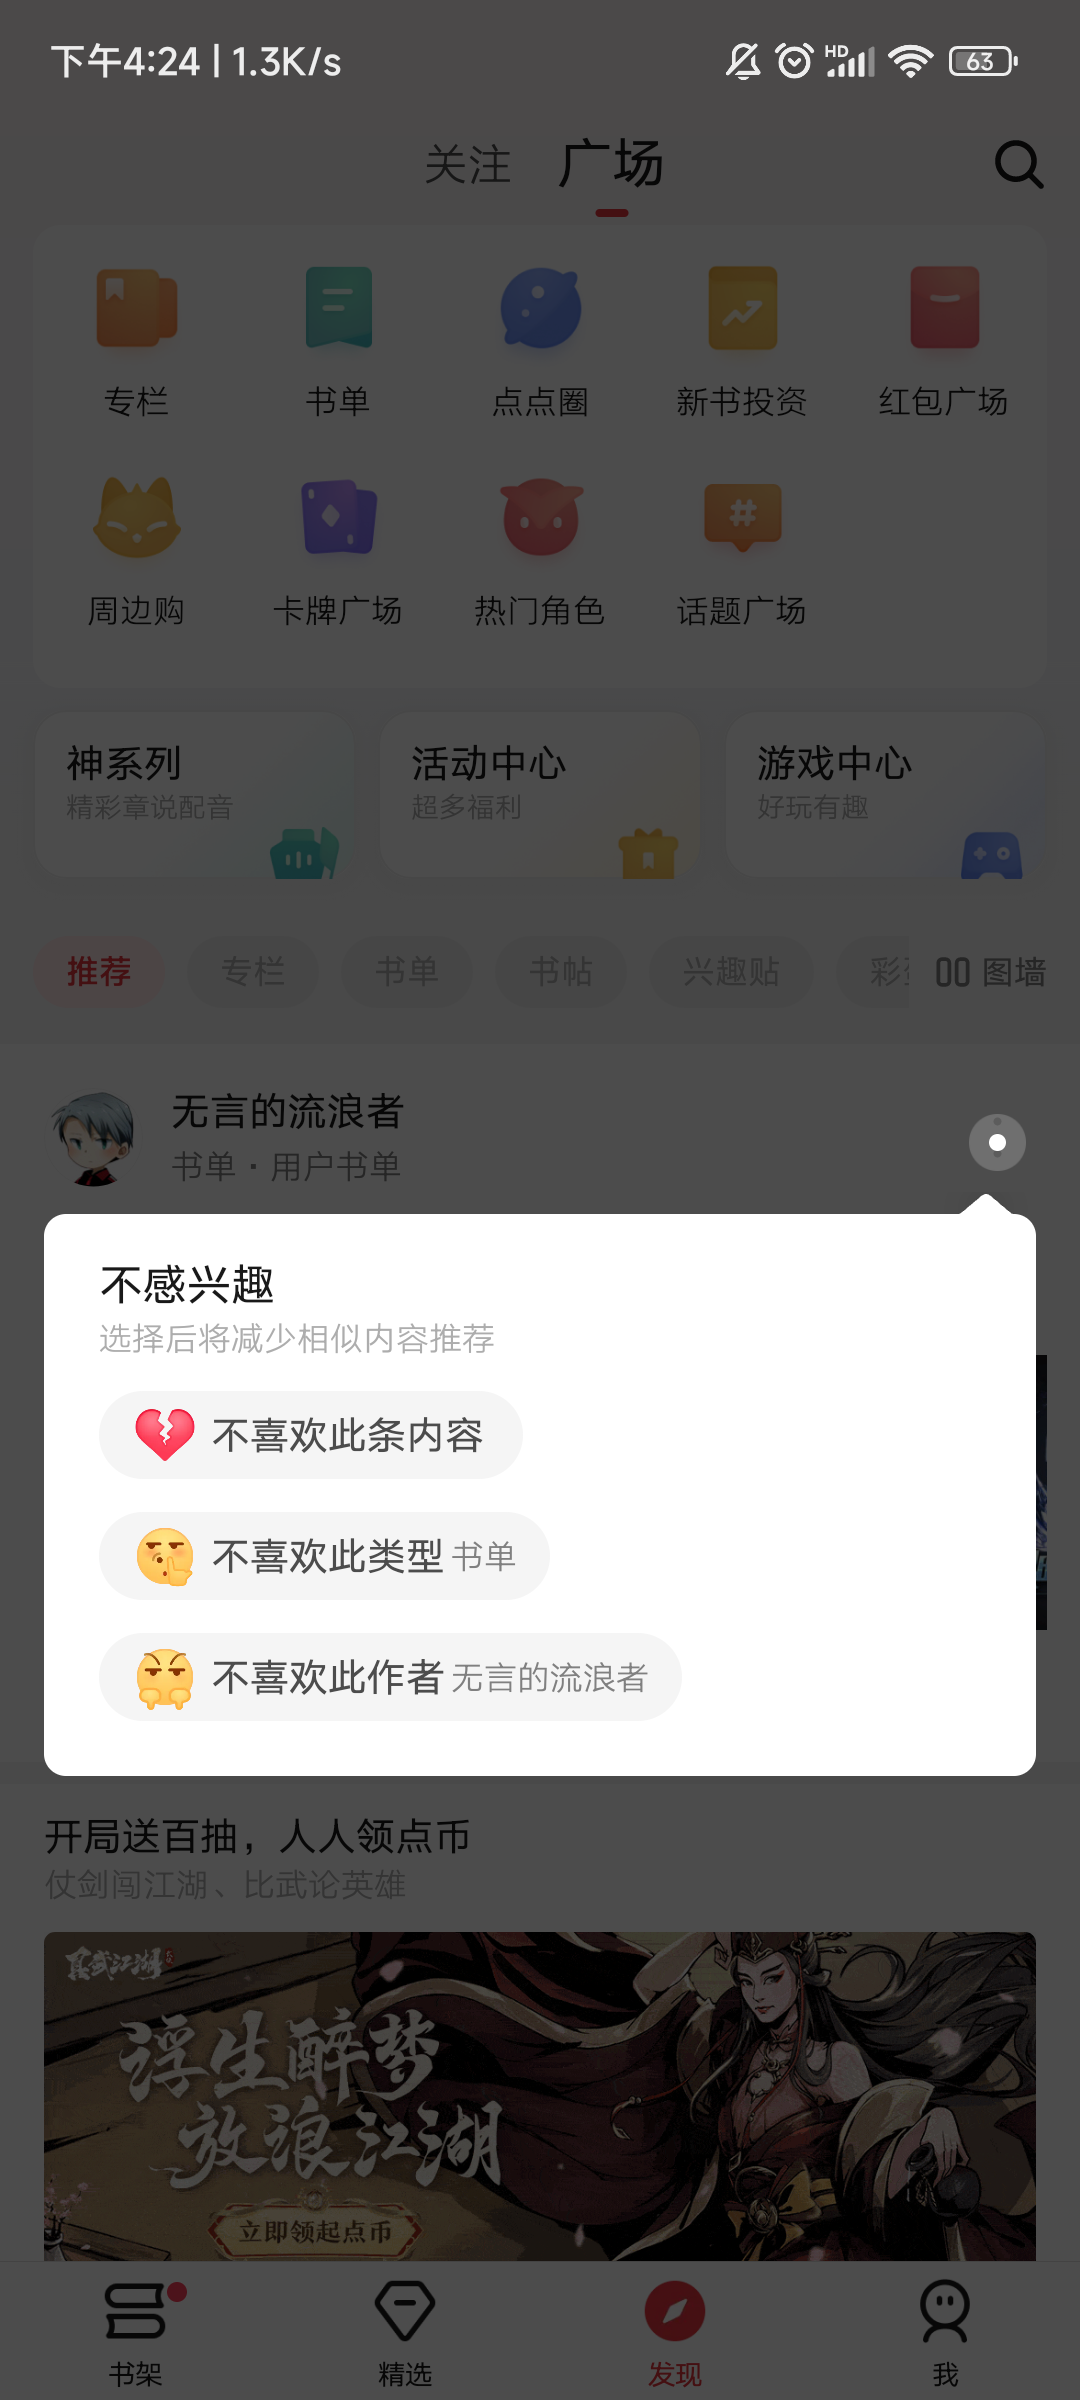 下午4:24 | 1.3K/s
HD
63
关注 广场
专栏 书单 点点圈 新书投资 红包广场
周边购 卡牌广场 热门角色 话题广场
神系列 活动中心 游戏中心
精彩章说配音 超多福利 好玩有趣
推荐 专栏 书单 书帖 兴趣贴 彩 图墙
无言的流浪者
书单·用户书单
不感兴趣
选择后将减少相似内容推荐
不喜欢此条内容
不喜欢此类型 书单
不喜欢此作者 无言的流浪者
开局送百抽，人人领点币
仗剑闯江湖、比武论英雄
真武江湖
浮生醉梦
放浪江湖
立即领起点币
书架 精选 发现 我